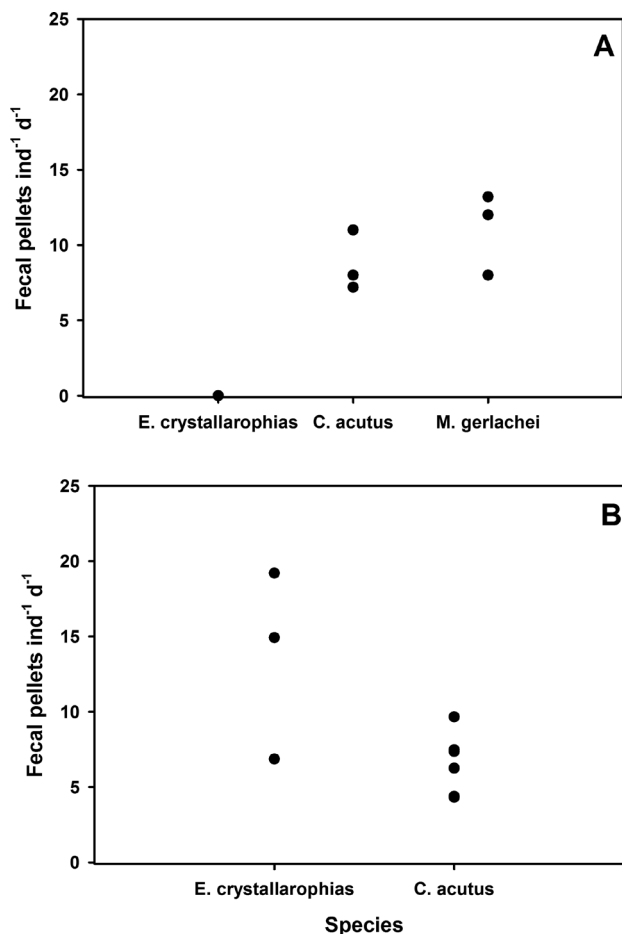 A
25
20
15
10
5
0
Fecal pellets ind⁻¹ d⁻¹
E. crystallarophias C. acutus M. gerlachei
B
25
20
15
10
5
0
Fecal pellets ind⁻¹ d⁻¹
E. crystallarophias C. acutus
Species